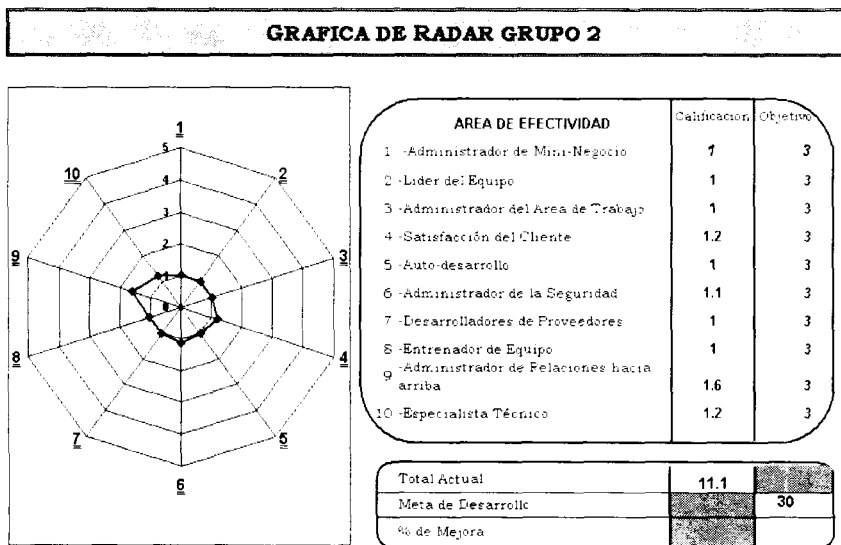 GRAFICA DE RADAR GRUPO 2
1
10
5
2
4
3
2
9
1
3
0
8
4
7
5
6
AREA DE EFECTIVIDAD Calificacion Objetivo
1 -Administrador de Mini-Negocio 1 3
2 -Lider del Equipo 1 3
3 -Administrador del Area de Trabajo 1 3
4 -Satisfacción del Cliente 1.2 3
5 -Auto-desarrollo 1 3
6 -Administrador de la Seguridad 1.1 3
7 -Desarrolladores de Proveedores 1 3
8 -Entrenador de Equipo 1 3
9 -Administrador de Relaciones hacia
arriba 1.6 3
10 -Especialista Técnico 1.2 3
Total Actual 11.1
Meta de Desarrollo 30
% de Mejora